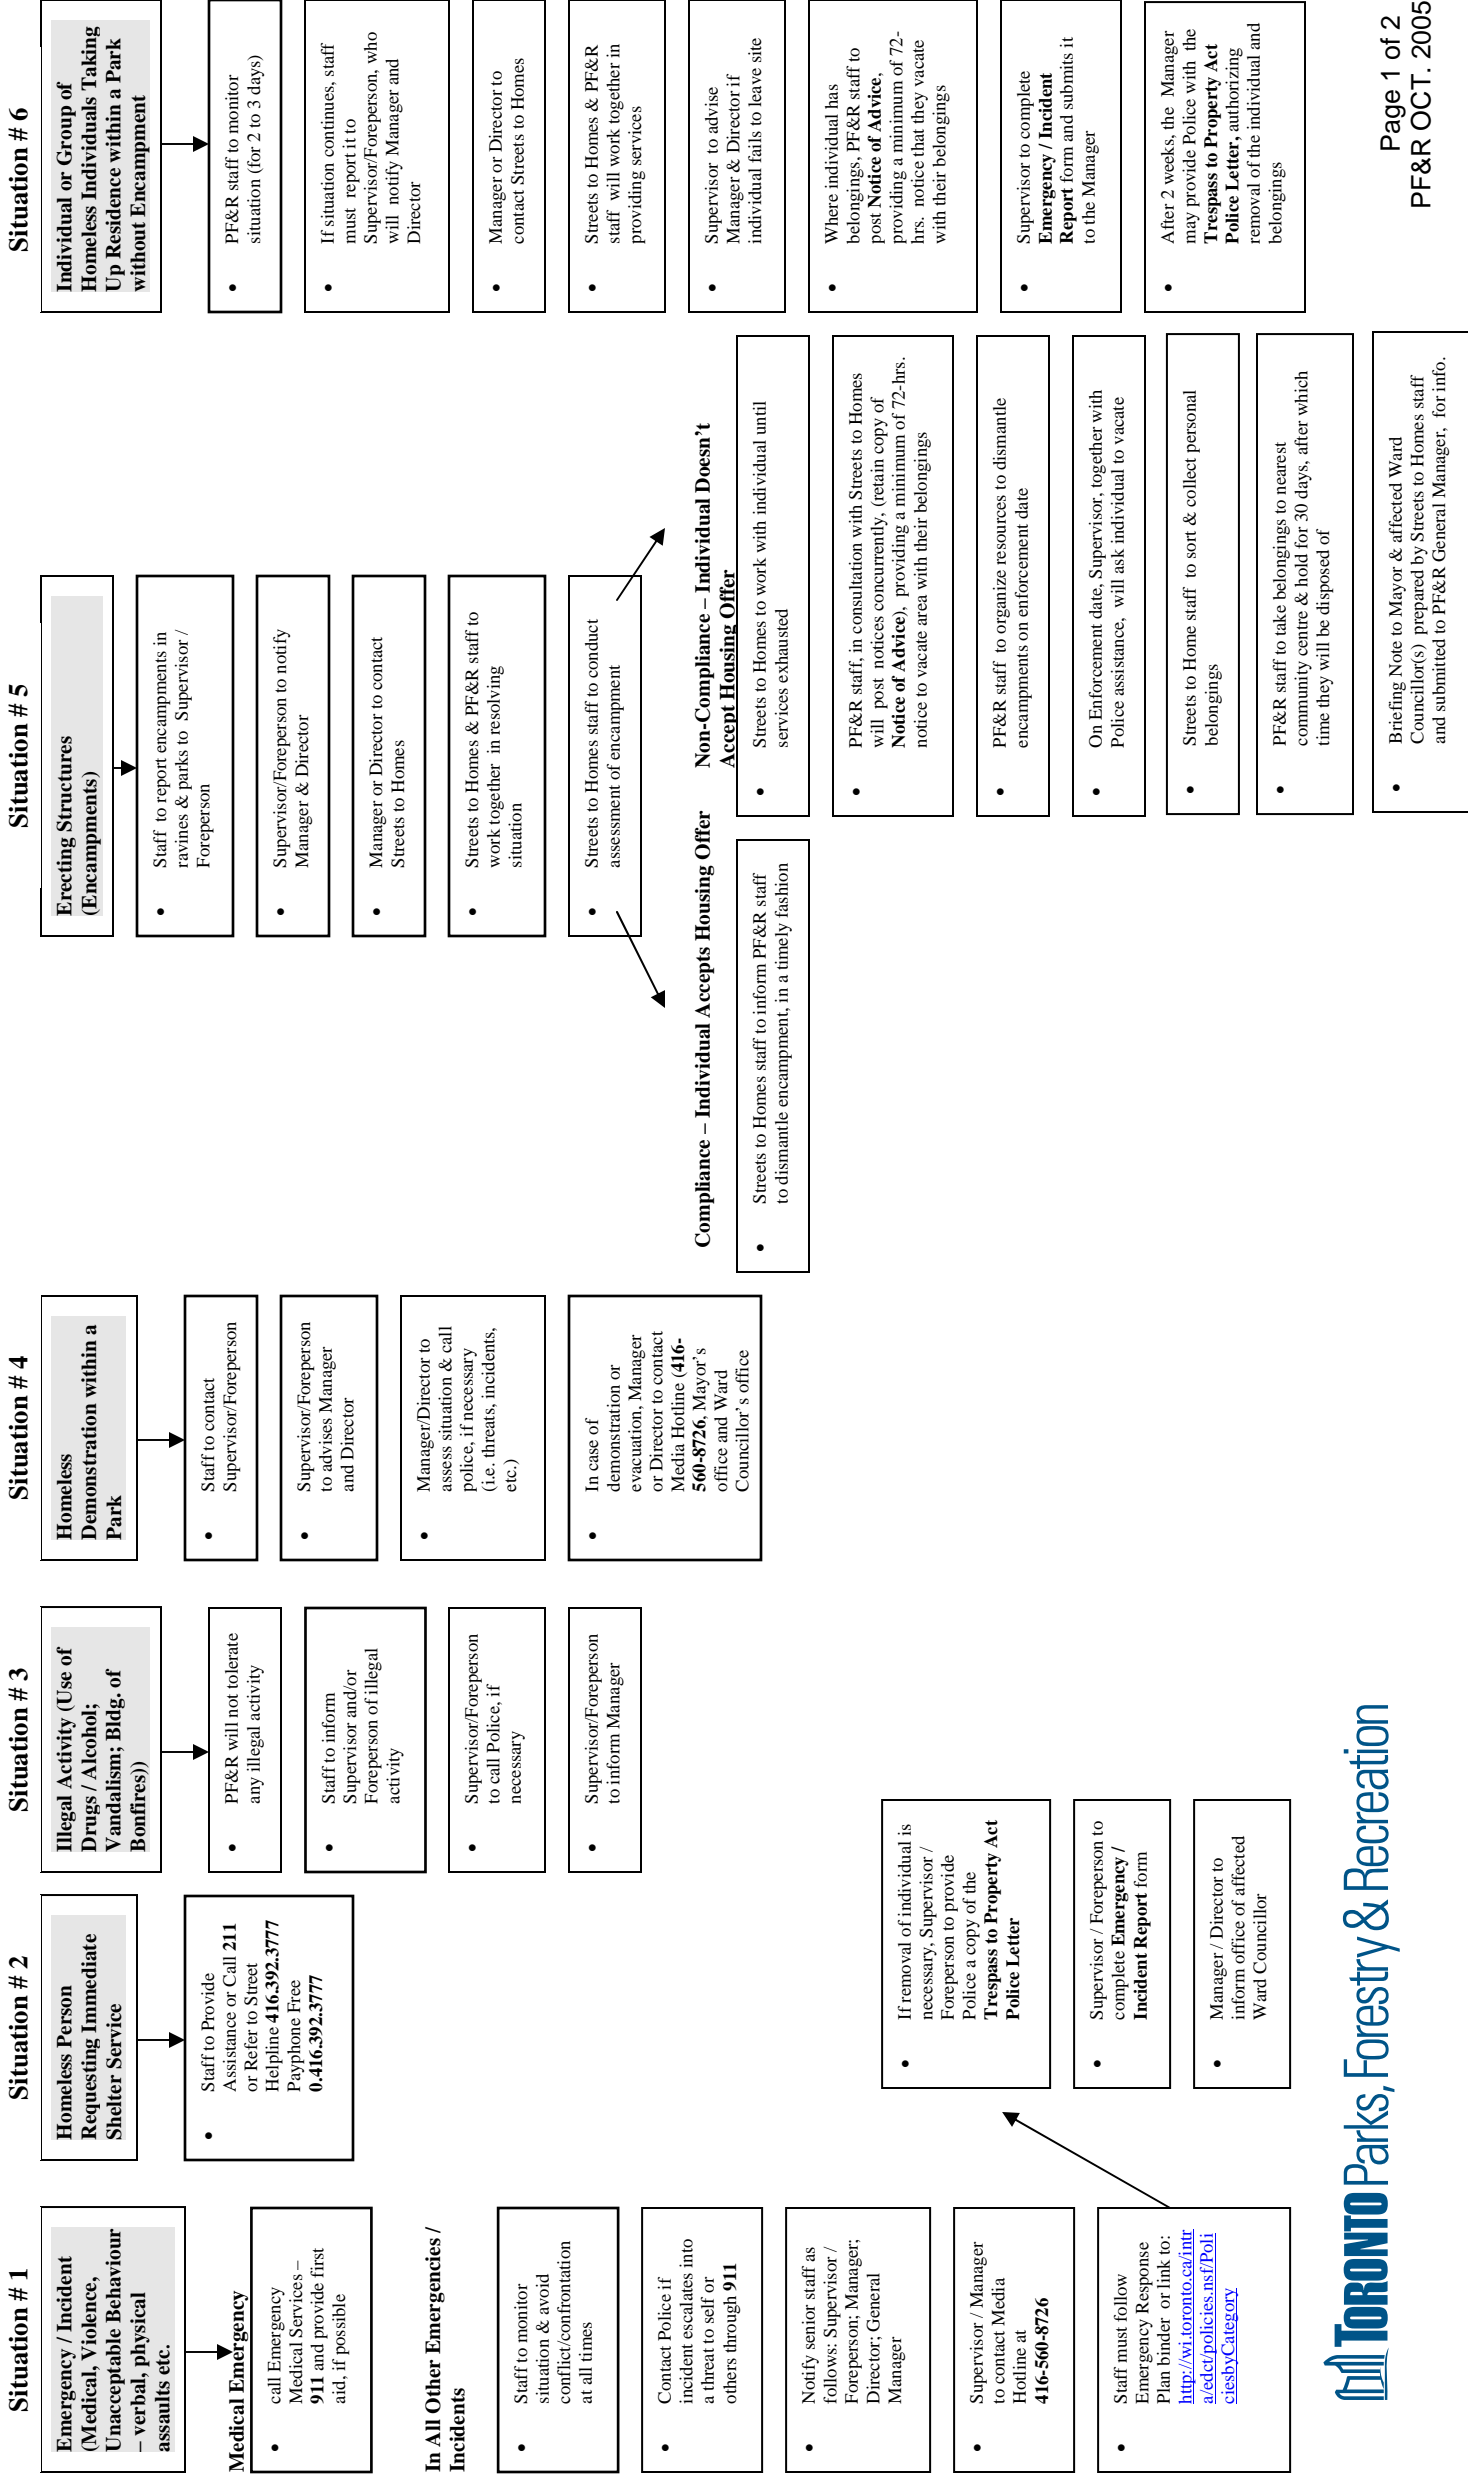 Situation # 1
Emergency / Incident
(Medical, Violence,
Unacceptable Behaviour
– verbal, physical
assaults etc.
Medical Emergency
• call Emergency
Medical Services –
911 and provide first
aid, if possible
In All Other Emergencies /
Incidents
• Staff to monitor
situation & avoid
conflict/confrontation
at all times
• Contact Police if
incident escalates into
a threat to self or
others through 911
• Notify senior staff as
follows: Supervisor /
Foreperson; Manager;
Director; General
Manager
• Supervisor / Manager
to contact Media
Hotline at
416-560-8726
• Staff must follow
Emergency Response
Plan binder or link to:
http://wi.toronto.ca/intr
a/edct/policies.nsf/Poli
ciesbyCategory
• If removal of individual is
necessary, Supervisor /
Foreperson to provide
Police a copy of the
Trespass to Property Act
Police Letter
• Supervisor / Foreperson to
complete Emergency /
Incident Report form
• Manager / Director to
inform office of affected
Ward Councillor
Situation # 2
Homeless Person
Requesting Immediate
Shelter Service
• Staff to Provide
Assistance or Call 211
or Refer to Street
Helpline 416.392.3777
Payphone Free
0.416.392.3777
Situation # 3
Illegal Activity (Use of
Drugs / Alcohol;
Vandalism; Bldg. of
Bonfires))
• PF&R will not tolerate
any illegal activity
• Staff to inform
Supervisor and/or
Foreperson of illegal
activity
• Supervisor/Foreperson
to call Police, if
necessary
• Supervisor/Foreperson
to inform Manager
Situation # 4
Homeless
Demonstration within a
Park
• Staff to contact
Supervisor/Foreperson
• Supervisor/Foreperson
to advises Manager
and Director
• Manager/Director to
assess situation & call
police, if necessary
(i.e. threats, incidents,
etc.)
• In case of
demonstration or
evacuation, Manager
or Director to contact
Media Hotline (416-
560-8726, Mayor's
office and Ward
Councillor's office
Situation # 5
Erecting Structures
(Encampments)
• Staff to report encampments in
ravines & parks to Supervisor /
Foreperson
• Supervisor/Foreperson to notify
Manager & Director
• Manager or Director to contact
Streets to Homes
• Streets to Homes & PF&R staff to
work together in resolving
situation
• Streets to Homes staff to conduct
assessment of encampment
Compliance – Individual Accepts Housing Offer
• Streets to Homes staff to inform PF&R staff
to dismantle encampment, in a timely fashion
Non-Compliance – Individual Doesn't
Accept Housing Offer
• Streets to Homes to work with individual until
services exhausted
• PF&R staff, in consultation with Streets to Homes
will post notices concurrently, (retain copy of
Notice of Advice), providing a minimum of 72-hrs.
notice to vacate area with their belongings
• PF&R staff to organize resources to dismantle
encampments on enforcement date
• On Enforcement date, Supervisor, together with
Police assistance, will ask individual to vacate
• Streets to Home staff to sort & collect personal
belongings
• PF&R staff to take belongings to nearest
community centre & hold for 30 days, after which
time they will be disposed of
• Briefing Note to Mayor & affected Ward
Councillor(s) prepared by Streets to Homes staff
and submitted to PF&R General Manager, for info.
Situation # 6
Individual or Group of
Homeless Individuals Taking
Up Residence within a Park
without Encampment
• PF&R staff to monitor
situation (for 2 to 3 days)
• If situation continues, staff
must report it to
Supervisor/Foreperson, who
will notify Manager and
Director
• Manager or Director to
contact Streets to Homes
• Streets to Homes & PF&R
staff will work together in
providing services
• Supervisor to advise
Manager & Director if
individual fails to leave site
• Where individual has
belongings, PF&R staff to
post Notice of Advice,
providing a minimum of 72-
hrs. notice that they vacate
with their belongings
• Supervisor to complete
Emergency / Incident
Report form and submits it
to the Manager
• After 2 weeks, the Manager
may provide Police with the
Trespass to Property Act
Police Letter, authorizing
removal of the individual and
belongings
TORONTO Parks, Forestry & Recreation
Page 1 of 2
PF&R OCT. 2005